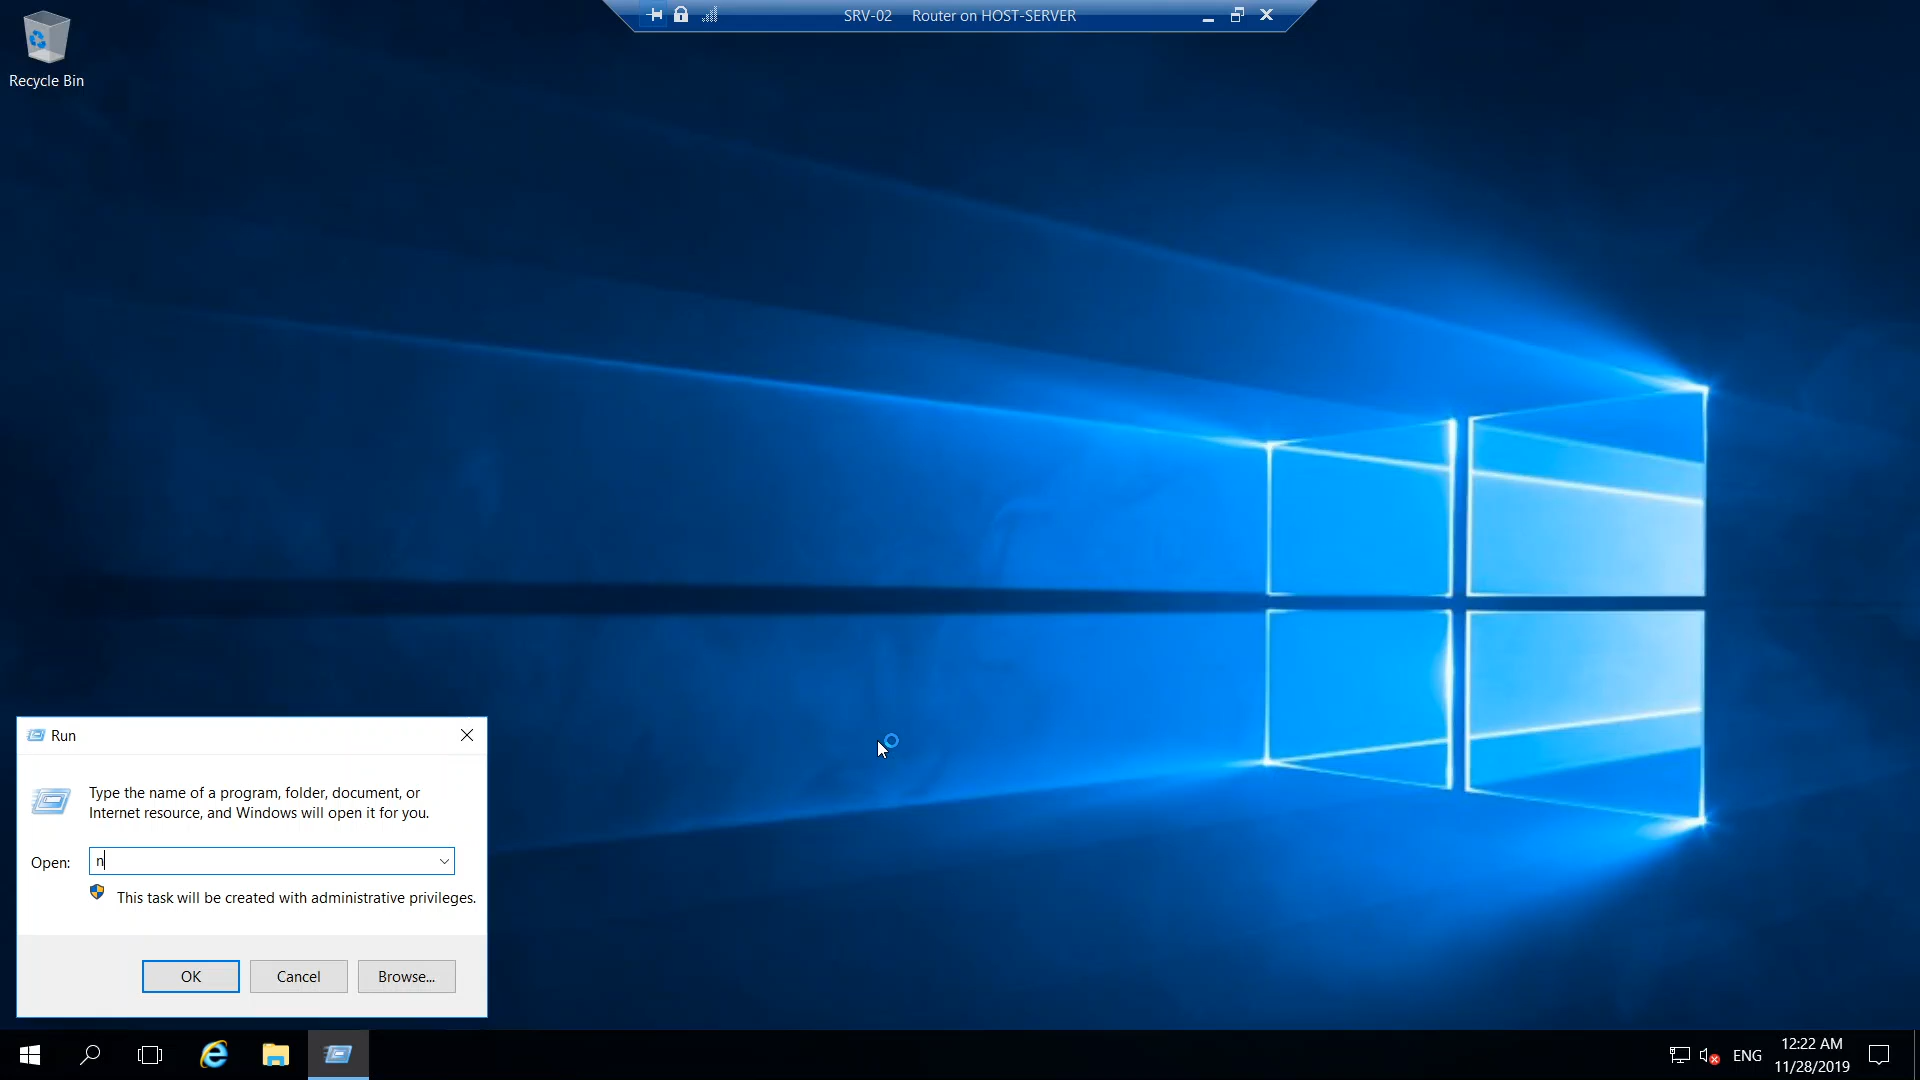 SRV-02 Router on HOST-SERVER
Recycle Bin
Run
Type the name of a program, folder, document, or
Internet resource, and Windows will open it for you.
Open: n
This task will be created with administrative privileges.
OK Cancel Browse...
ENG
12:22 AM
11/28/2019